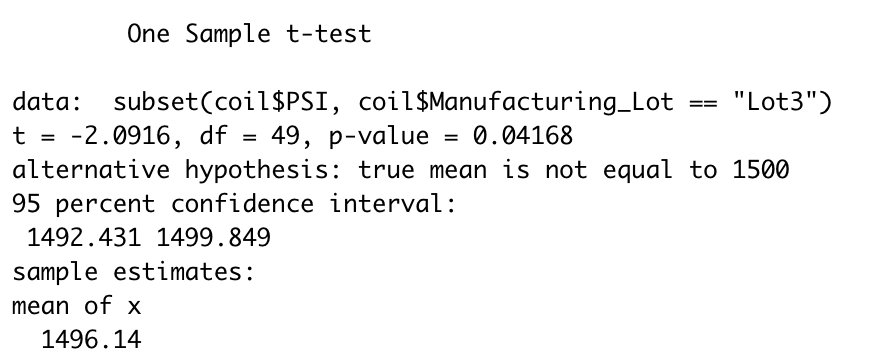 One Sample t-test
data:  subset(coil$PSI, coil$Manufacturing_Lot == "Lot3")
t = -2.0916, df = 49, p-value = 0.04168
alternative hypothesis: true mean is not equal to 1500
95 percent confidence interval:
1492.431 1499.849
sample estimates:
mean of x
1496.14